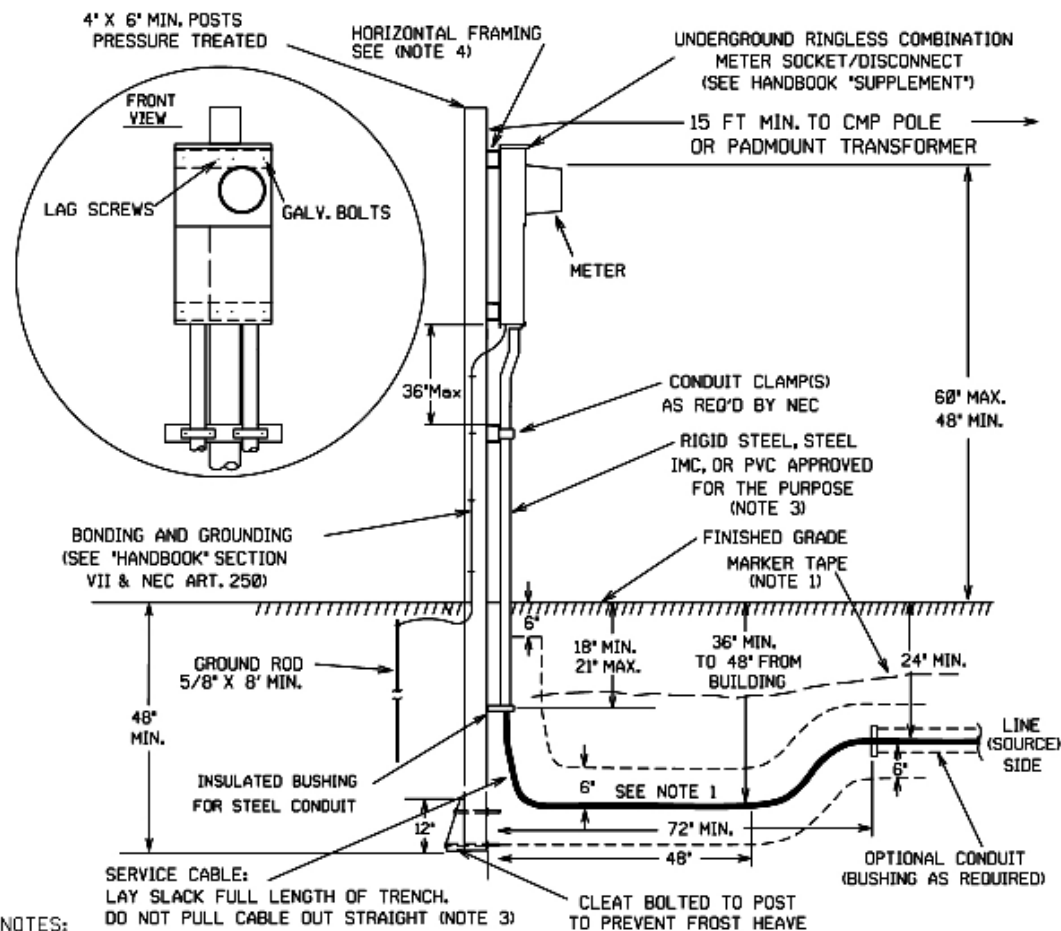 4" X 6" MIN. POSTS
PRESSURE TREATED
HORIZONTAL FRAMING
SEE (NOTE 4)
UNDERGROUND RINGLESS COMBINATION
METER SOCKET/DISCONNECT
(SEE HANDBOOK "SUPPLEMENT")
FRONT
VIEW
15 FT MIN. TO CMP POLE
OR PADMOUNT TRANSFORMER
LAG SCREWS
GALV. BOLTS
METER
36"Max
CONDUIT CLAMP(S)
AS REQ'D BY NEC
60" MAX.
48" MIN.
RIGID STEEL, STEEL
IMC, OR PVC APPROVED
FOR THE PURPOSE
(NOTE 3)
BONDING AND GROUNDING
(SEE "HANDBOOK" SECTION
VII & NEC ART. 250)
FINISHED GRADE
MARKER TAPE
(NOTE 1)
6"
18" MIN.
21" MAX.
36" MIN.
TO 48" FROM
BUILDING
24" MIN.
GROUND ROD
5/8" X 8' MIN.
48"
MIN.
LINE
(SOURCE)
SIDE
6"
INSULATED BUSHING
FOR STEEL CONDUIT
6"
SEE NOTE 1
12"
72" MIN.
48"
OPTIONAL CONDUIT
(BUSHING AS REQUIRED)
SERVICE CABLE:
LAY SLACK FULL LENGTH OF TRENCH.
DO NOT PULL CABLE OUT STRAIGHT (NOTE 3)
CLEAT BOLTED TO POST
TO PREVENT FROST HEAVE
NOTES: